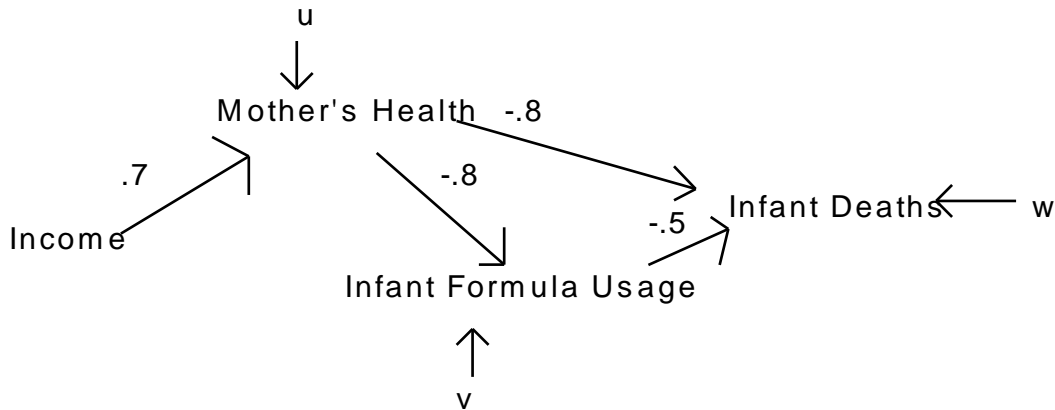 u
Mother's Health -.8
.7
-.8
Infant Deaths w
-.5
Income
Infant Formula Usage
v